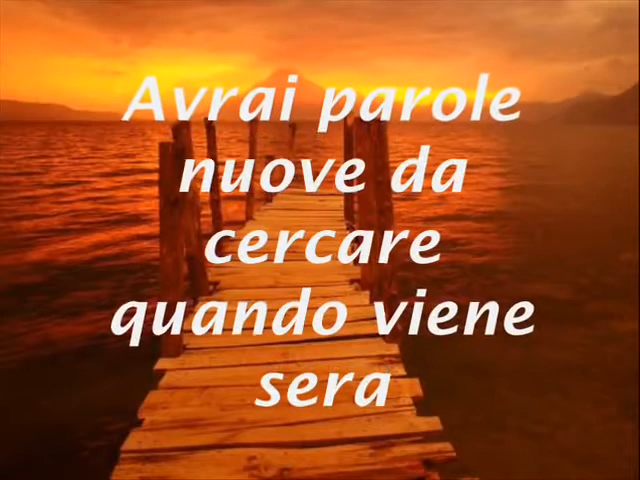 Avrai parole
nuove da
cercare
quando viene
sera